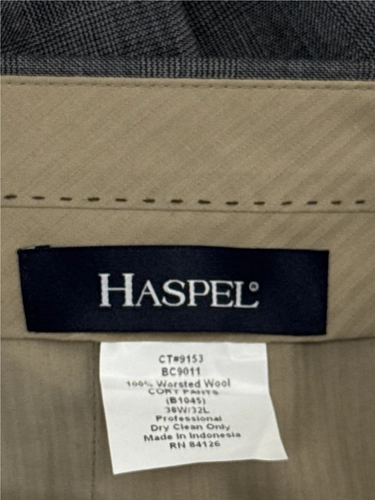 HASPEL®
CT#9153
BC9011
100% Worsted Wool
CORY PANTS
(B1045)
38W/32L
Professional
Dry Clean Only
Made in Indonesia
RN 84126